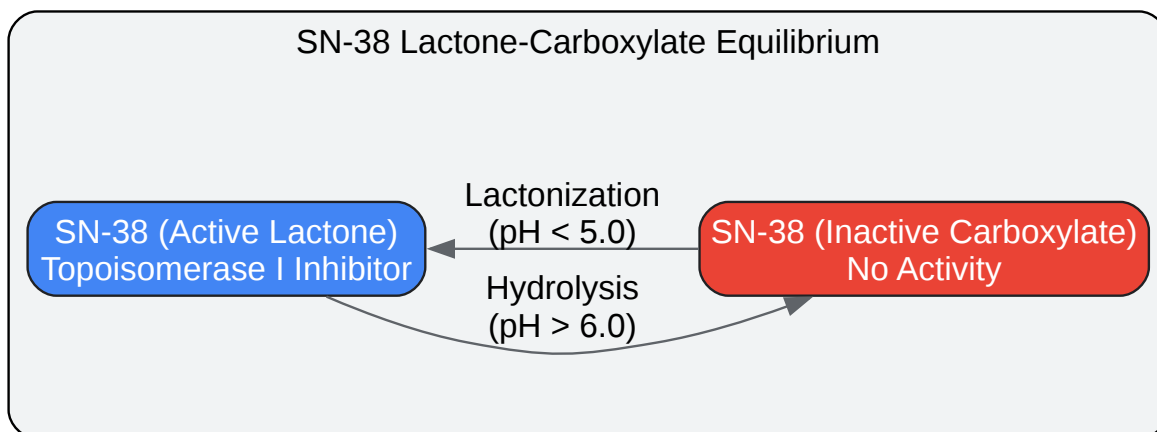 SN-38 Lactone-Carboxylate Equilibrium
Lactonization
(pH < 5.0)
SN-38 (Active Lactone)
Topoisomerase I Inhibitor
SN-38 (Inactive Carboxylate)
No Activity
Hydrolysis
(pH > 6.0)